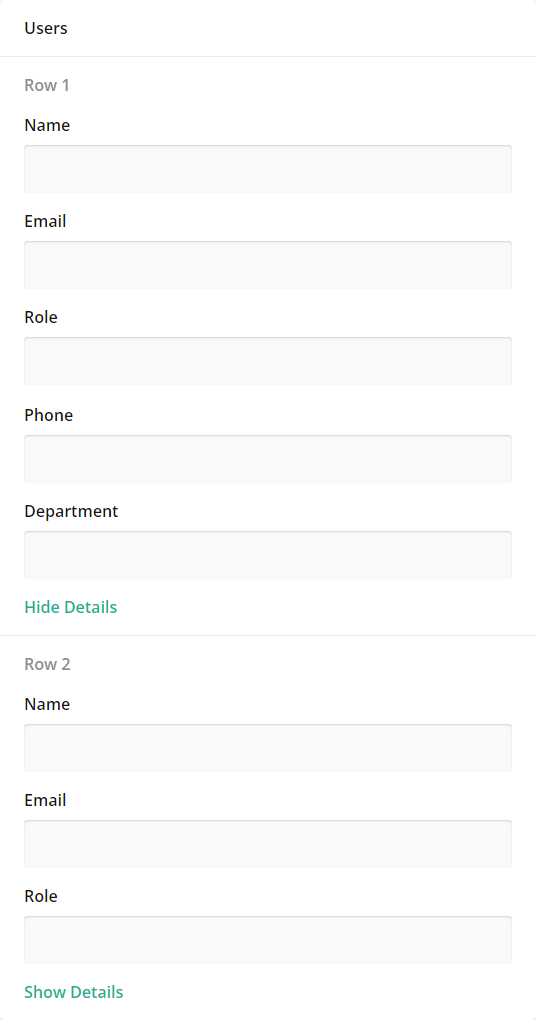 Users
Row 1
Name
Email
Role
Phone
Department
Hide Details
Row 2
Name
Email
Role
Show Details